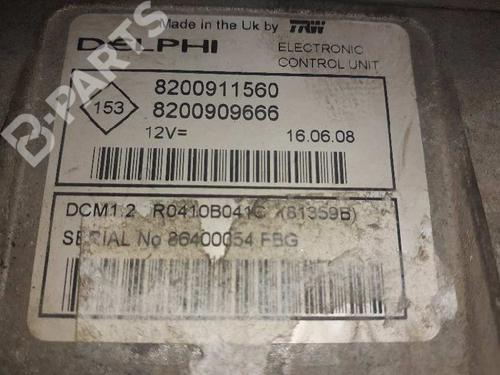 Made in the Uk by TRW
DELPHI
ELECTRONIC
CONTROL UNIT
153
8200911560
8200909666
12V=
16.06.08
DCM1.2 R0410B041C (81359B)
SERIAL No 86400054 FBG
B-PARTS